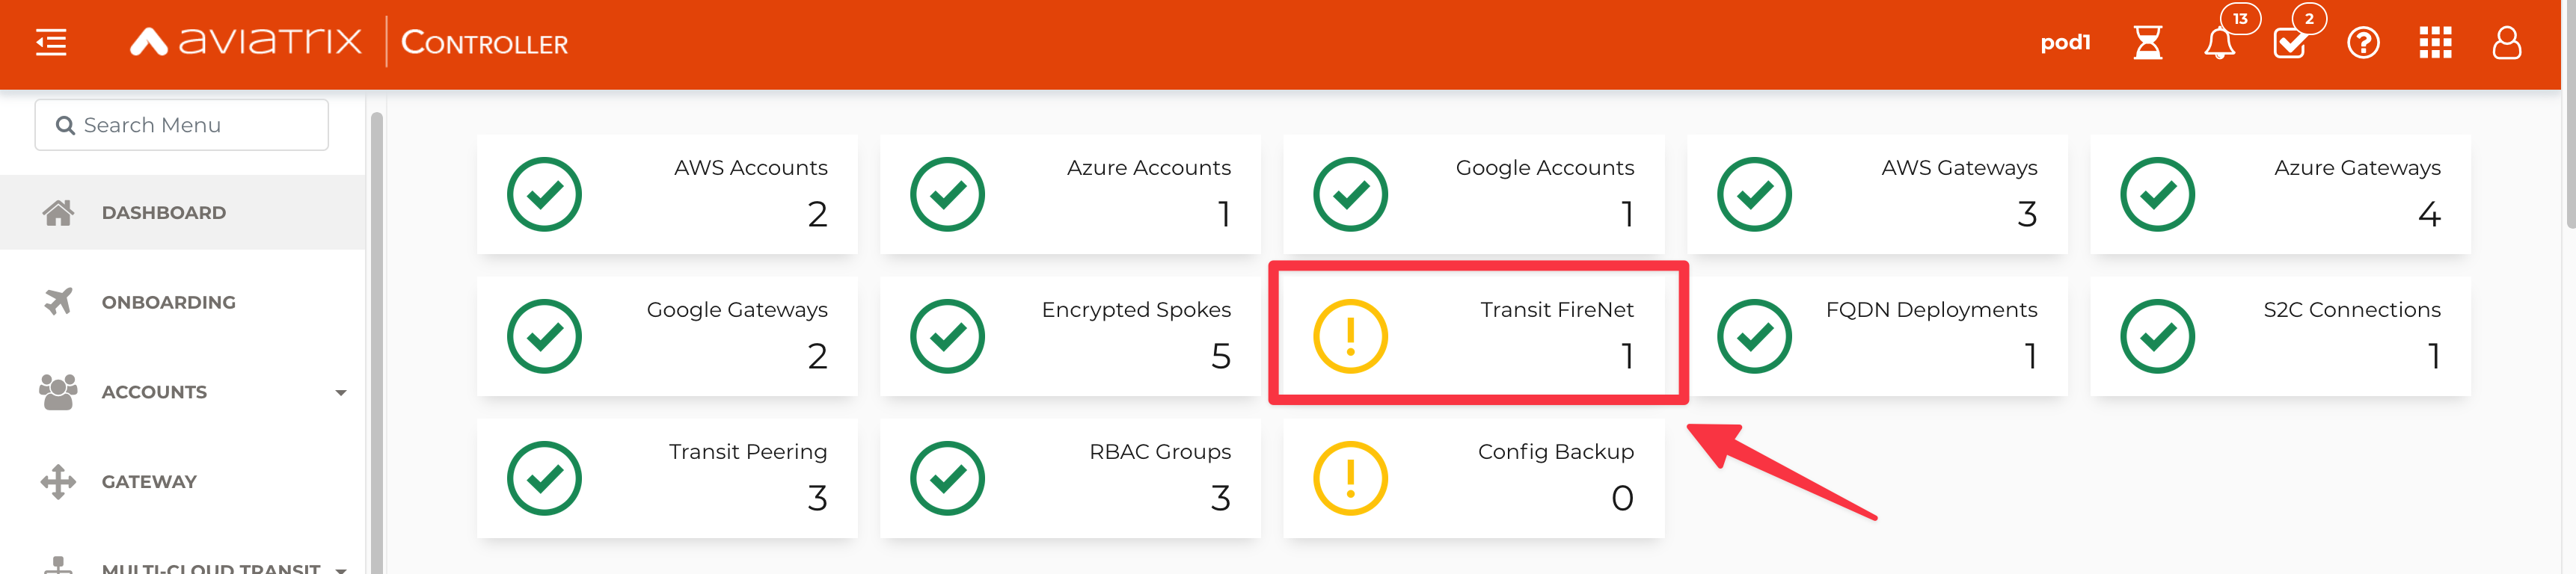 aviatrix CONTROLLER
pod1
13
2
Search Menu
DASHBOARD
ONBOARDING
ACCOUNTS
GATEWAY
MULTI-CLOUD TRANSIT
AWS Accounts
2
Azure Accounts
1
Google Accounts
1
AWS Gateways
3
Azure Gateways
4
Google Gateways
2
Encrypted Spokes
5
Transit FireNet
1
FQDN Deployments
1
S2C Connections
1
Transit Peering
3
RBAC Groups
3
Config Backup
0